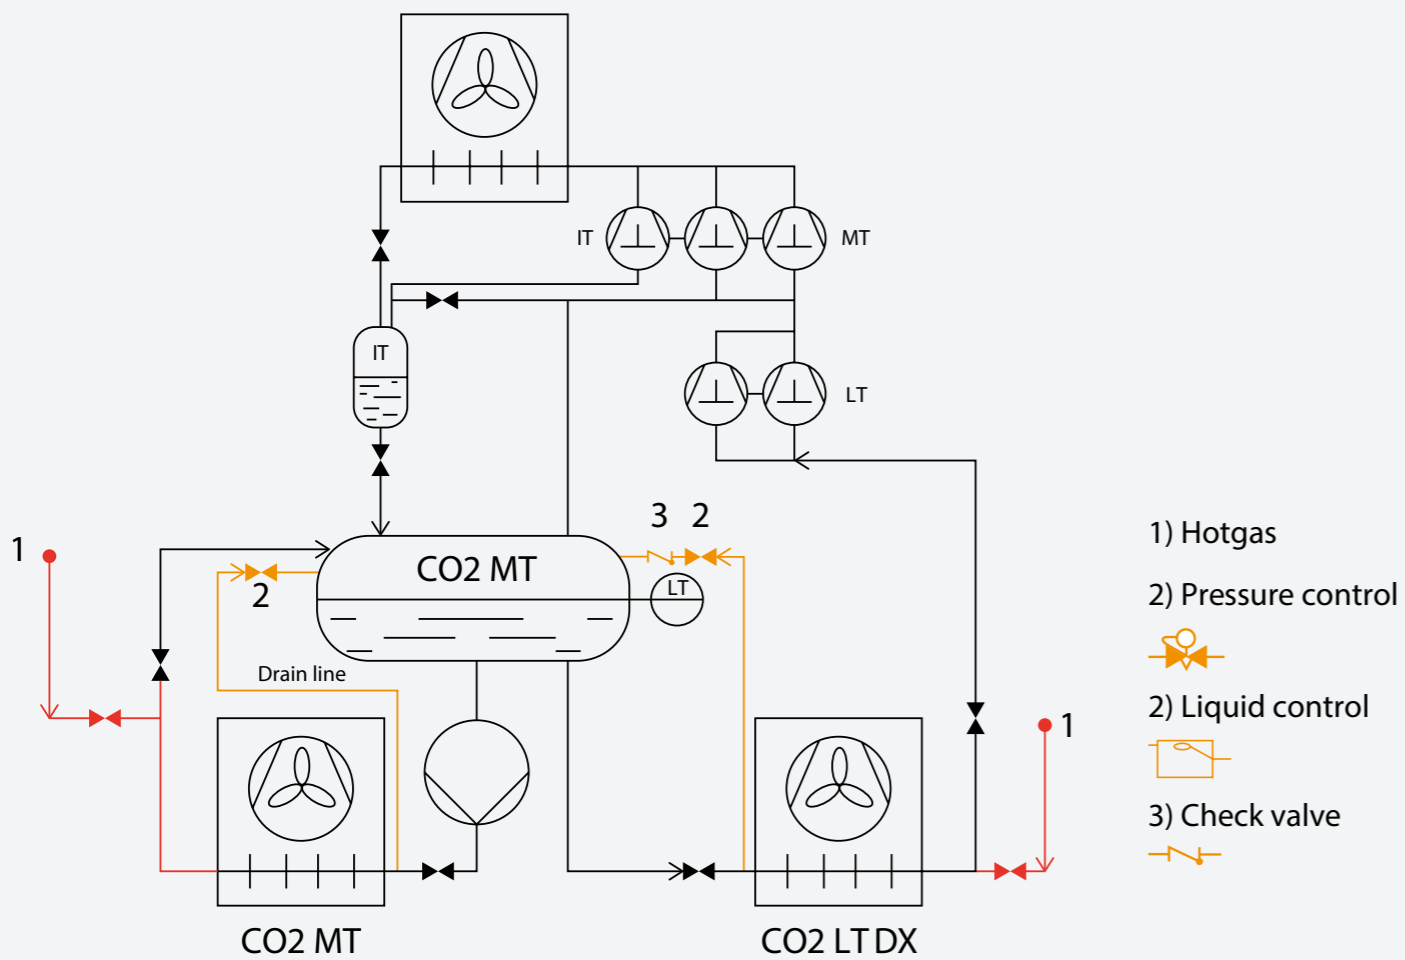 IT
MT
IT
LT
3
2
1
CO2 MT
LT
2
Drain line
1
CO2 MT
CO2 LT DX
1) Hotgas
2) Pressure control
2) Liquid control
3) Check valve